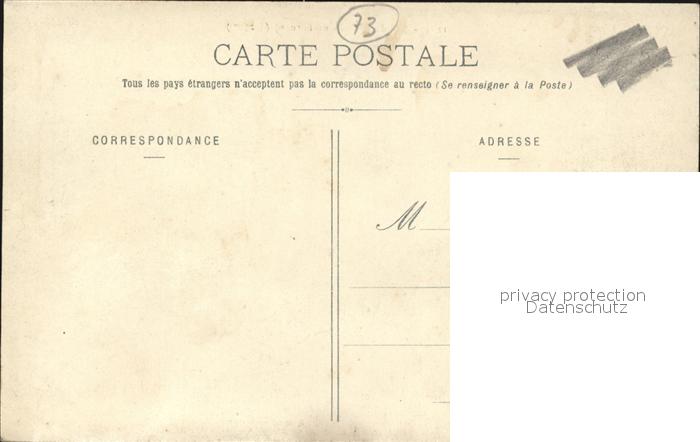 73
CARTE POSTALE
Tous les pays étrangers n'acceptent pas la correspondance au recto (Se renseigner à la Poste)
CORRESPONDANCE
ADRESSE
M
privacy protection
Datenschutz